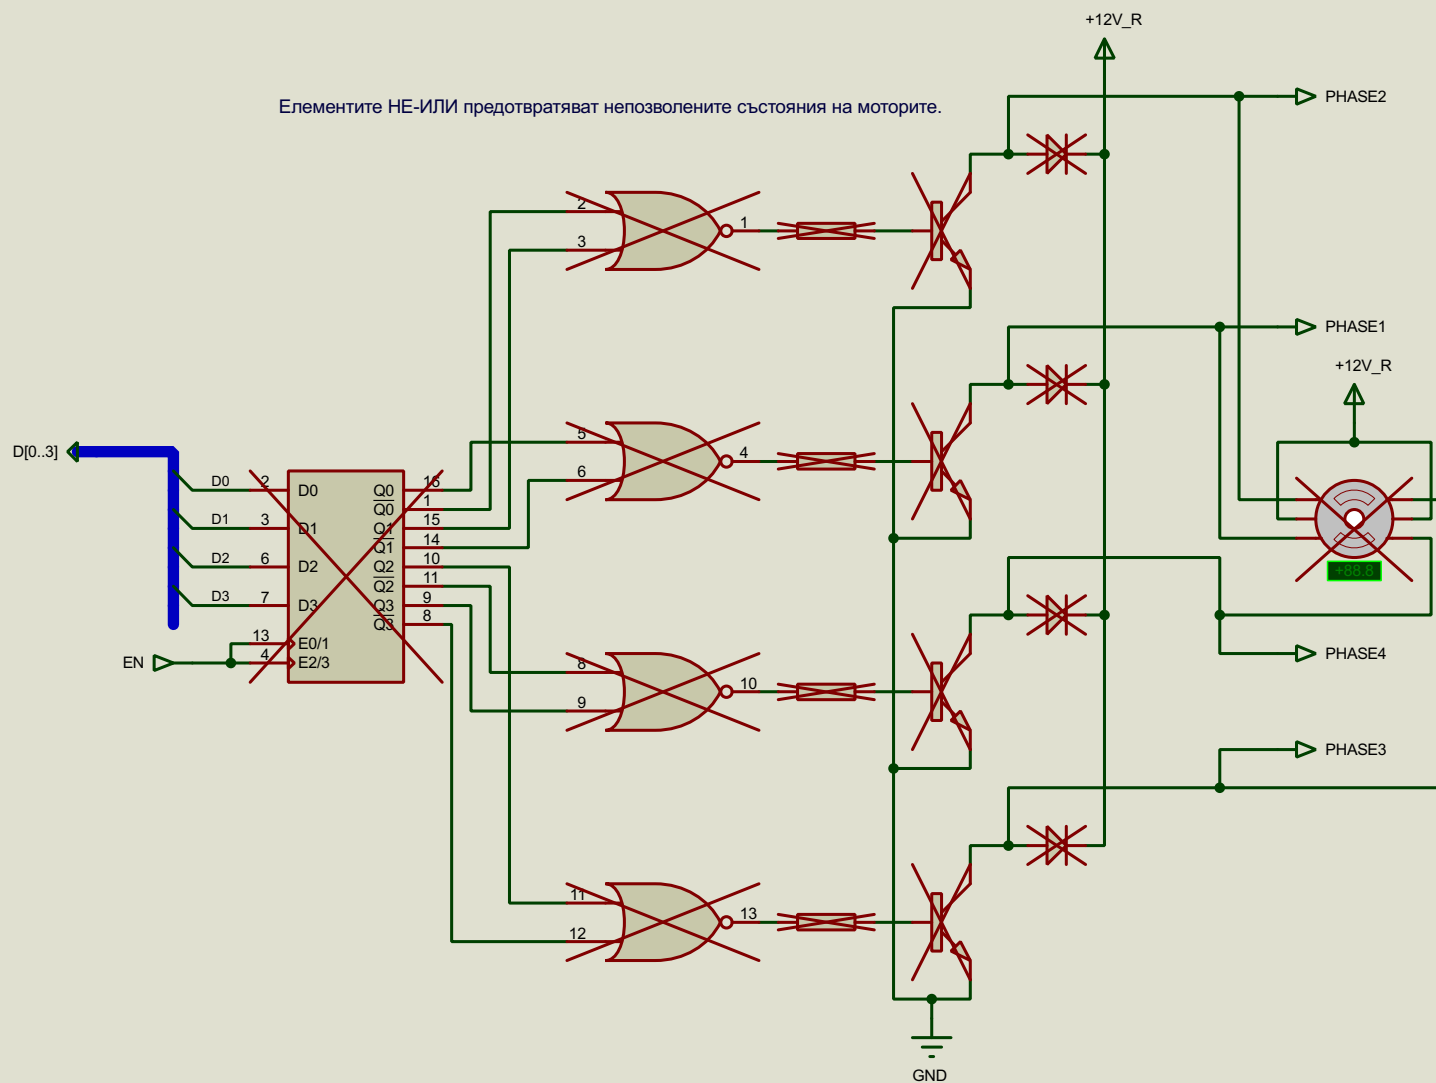 +12V_R
PHASE2
Елементите НЕ-ИЛИ предотвратяват непозволените състояния на моторите.
2
1
3
PHASE1
+12V_R
5
4
6
D[0..3]
D0
2
D0
Q0
16
Q0
1
D1
3
D1
Q1
15
Q1
14
D2
6
D2
Q2
10
Q2
11
D3
7
D3
Q3
9
Q3
8
13
E0/1
EN
4
E2/3
+88.8
PHASE4
8
10
9
PHASE3
11
13
12
GND